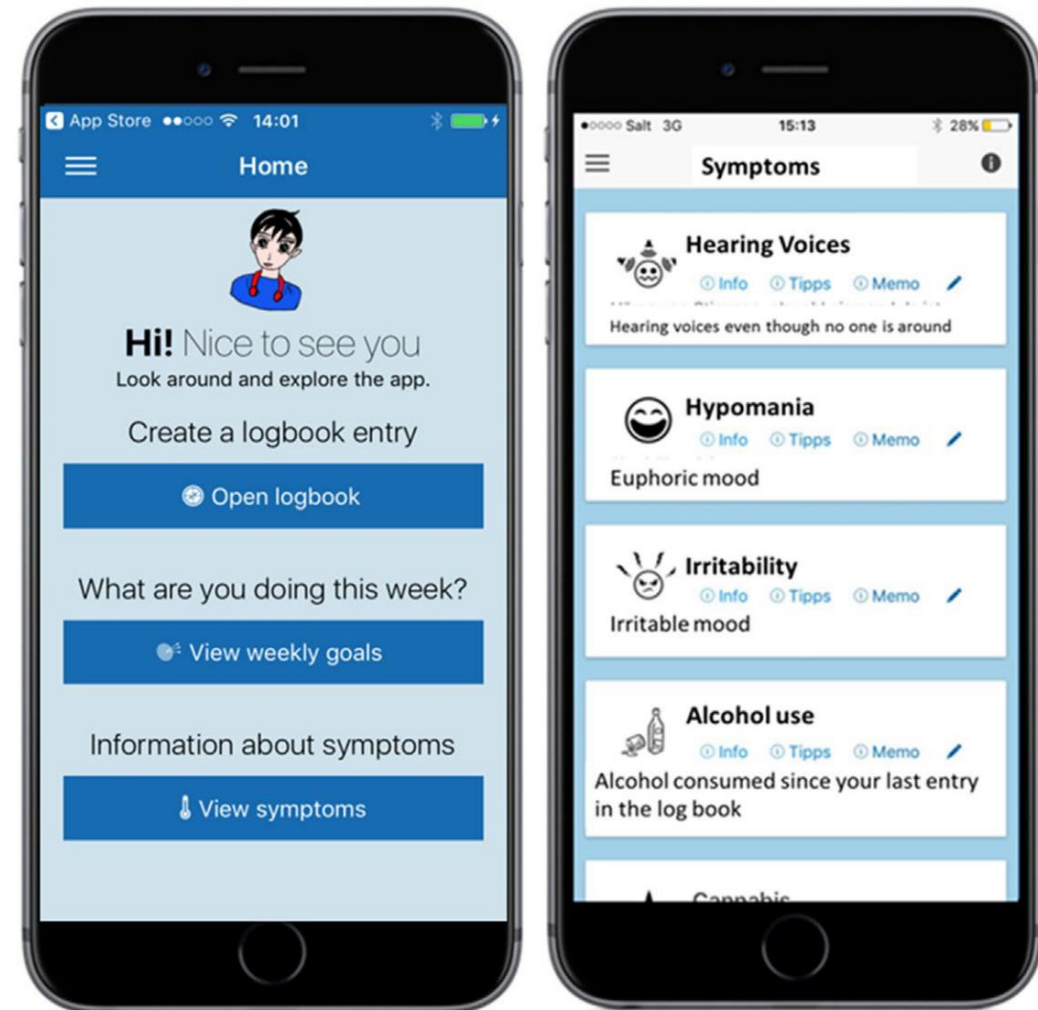 App Store 14:01
Home
Hi! Nice to see you
Look around and explore the app.
Create a logbook entry
Open logbook
What are you doing this week?
View weekly goals
Information about symptoms
View symptoms
Salt 3G 15:13 28%
Symptoms
Hearing Voices
Info Tipps Memo
Hearing voices even though no one is around
Hypomania
Info Tipps Memo
Euphoric mood
Irritability
Info Tipps Memo
Irritable mood
Alcohol use
Info Tipps Memo
Alcohol consumed since your last entry
in the log book
Cannabis